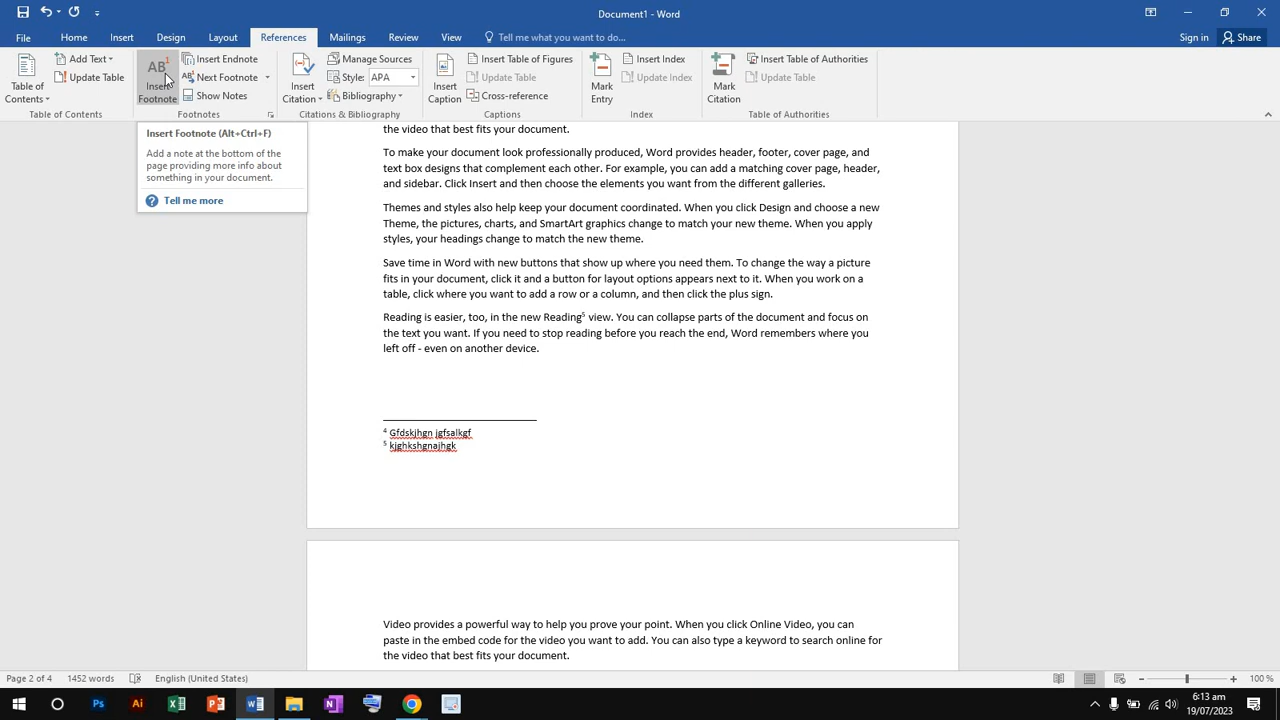 Document1 - Word
File Home Insert Design Layout References Mailings Review View Tell me what you want to do... Sign in Share
Table of Contents
Add Text
Update Table
Table of Contents
AB1
Insert Footnote
Insert Endnote
Next Footnote
Show Notes
Footnotes
Insert Citation
Manage Sources
Style: APA
Bibliography
Citations & Bibliography
Insert Caption
Insert Table of Figures
Update Table
Cross-reference
Captions
Mark Entry
Insert Index
Update Index
Index
Mark Citation
Insert Table of Authorities
Update Table
Table of Authorities
Insert Footnote (Alt+Ctrl+F)
Add a note at the bottom of the
page providing more info about
something in your document.
Tell me more
the video that best fits your document.
To make your document look professionally produced, Word provides header, footer, cover page, and
text box designs that complement each other. For example, you can add a matching cover page, header,
and sidebar. Click Insert and then choose the elements you want from the different galleries.
Themes and styles also help keep your document coordinated. When you click Design and choose a new
Theme, the pictures, charts, and SmartArt graphics change to match your new theme. When you apply
styles, your headings change to match the new theme.
Save time in Word with new buttons that show up where you need them. To change the way a picture
fits in your document, click it and a button for layout options appears next to it. When you work on a
table, click where you want to add a row or a column, and then click the plus sign.
Reading is easier, too, in the new Reading5 view. You can collapse parts of the document and focus on
the text you want. If you need to stop reading before you reach the end, Word remembers where you
left off - even on another device.
4 Gfdskjhgn jgfsalkgf
5 kjghkshgnajhgk
Video provides a powerful way to help you prove your point. When you click Online Video, you can
paste in the embed code for the video you want to add. You can also type a keyword to search online for
the video that best fits your document.
Page 2 of 4 1452 words English (United States) 100 %
6:13 am
19/07/2023